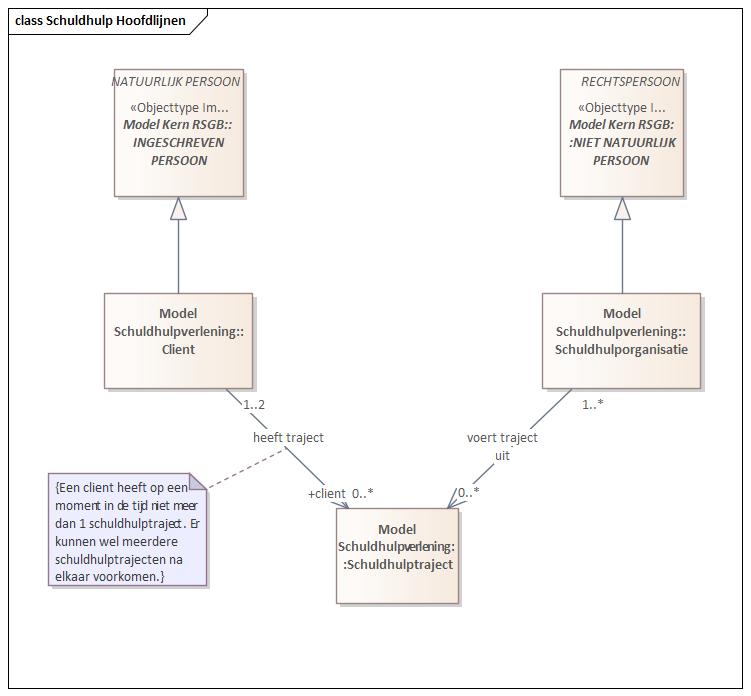 class Schuldhulp Hoofdlijnen
NATUURLIJK PERSOON
«Objecttype Im...
Model Kern RSGB::
INGESCHREVEN
PERSOON
RECHTSPERSOON
«Objecttype I...
Model Kern RSGB:
:NIET NATUURLIJK
PERSOON
Model
Schuldhulpverlening::
Client
Model
Schuldhulpverlening::
Schuldhulporganisatie
1..2
1..*
heeft traject
voert traject
uit
+client 0..*
0..*
{Een client heeft op een
moment in de tijd niet meer
dan 1 schuldhulptraject. Er
kunnen wel meerdere
schuldhulptrajecten na
elkaar voorkomen.}
Model
Schuldhulpverlening:
:Schuldhulptraject